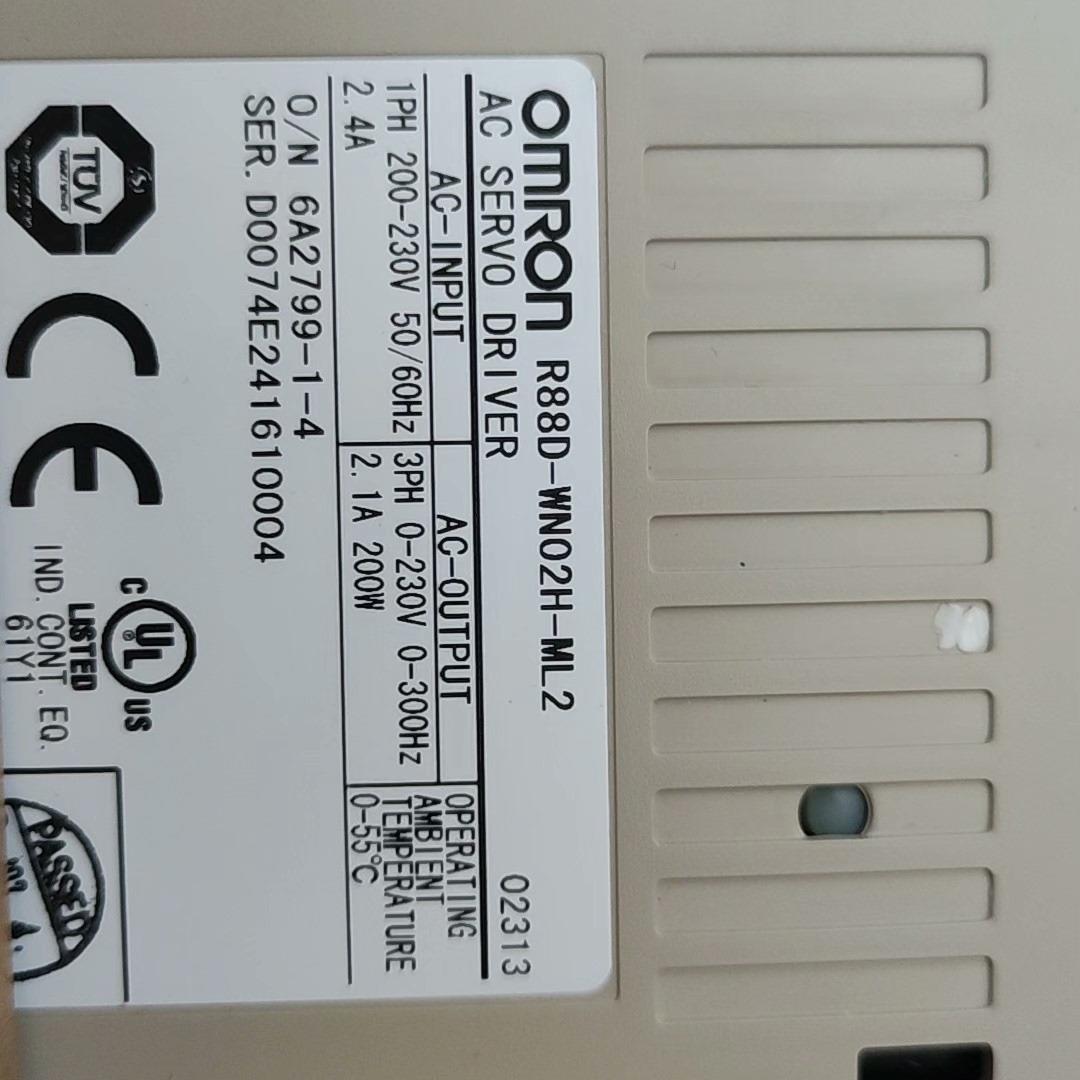 OMRON R88D-WN02H-ML2
AC SERVO DRIVER 02313
AC-INPUT AC-OUTPUT OPERATING AMBIENT TEMPERATURE
1PH 200-230V 50/60Hz 3PH 0-230V 0-300Hz 0-55℃
2.4A 2.1A 200W
O/N 6A2799-1-4
SER. D0074E241610004
TÜV
CE
C UL US
®
LISTED
IND. CONT. EQ.
61Y1
PASSED